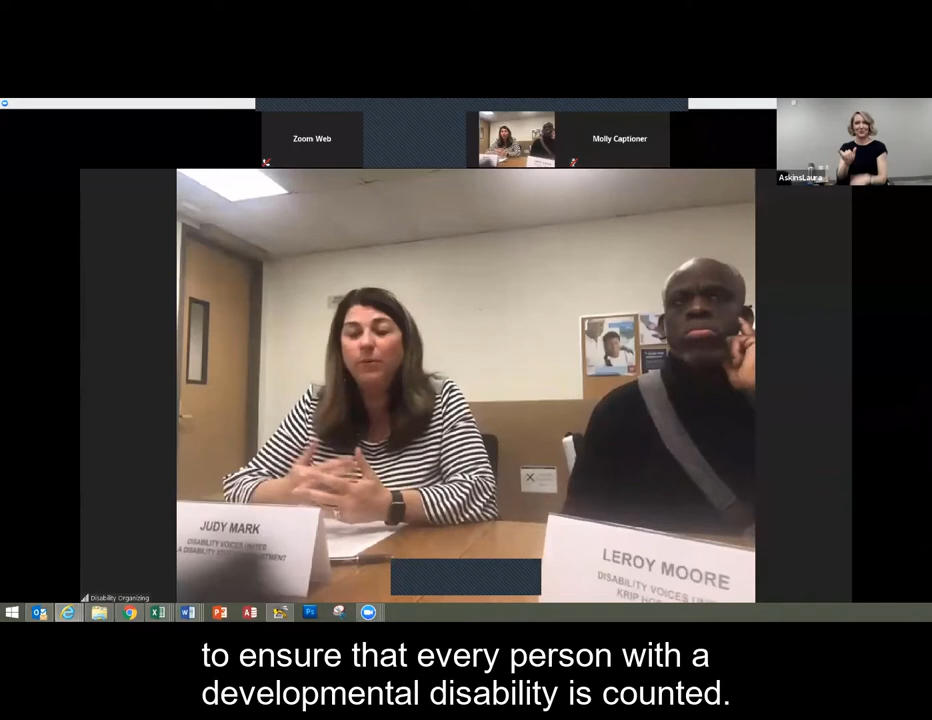 Zoom Web
Molly Captioner
AskinsLaura
JUDY MARK
DISABILITY VOICES UNITED
LEROY MOORE
DISABILITY VOICES
Disability Organizing
to ensure that every person with a
developmental disability is counted.